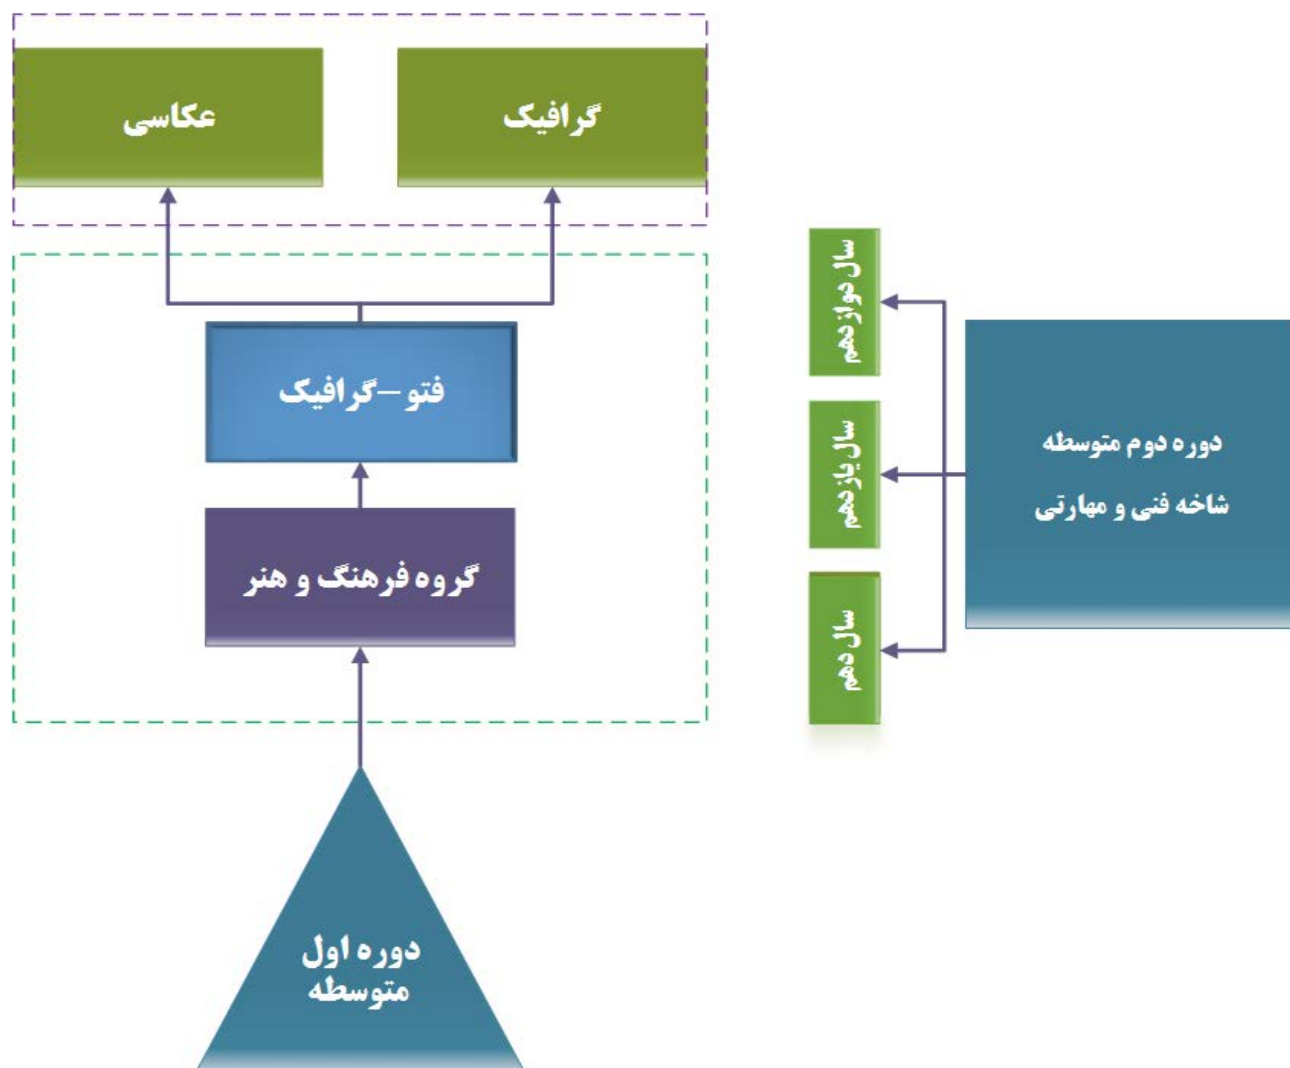 گرافیک
عکاسی
فتو-گرافیک
گروه فرهنگ و هنر
دوره اول
متوسطه
سال دوازدهم
سال یازدهم
سال دهم
دوره دوم متوسطه
شاخه فنی و مهارتی